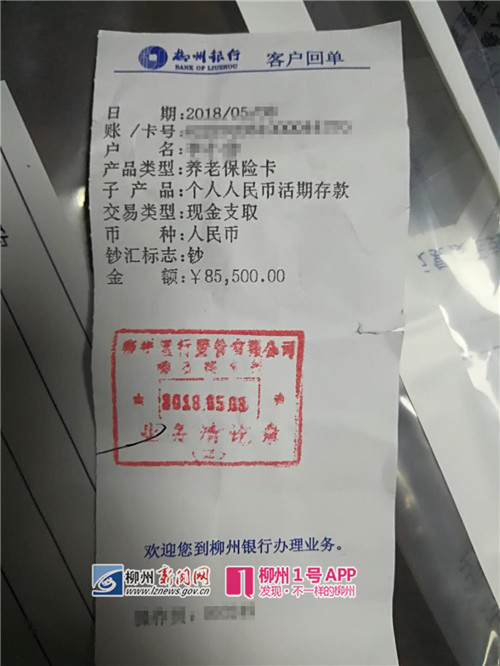 柳州银行 客户回单
BANK OF LIUZHOU
日 期:2018/05
账/卡号:
户 名:
产品类型:养老保险卡
子 产 品:个人人民币活期存款
交易类型:现金支取
币 种:人民币
钞汇标志:钞
金 额:￥85,500.00
柳州银行股份有限公司
2018.05.08
欢迎您到柳州银行办理业务。
柳州新闻网 柳州1号APP
www.lznews.gov.cn 发现·不一样的柳州
操作员: